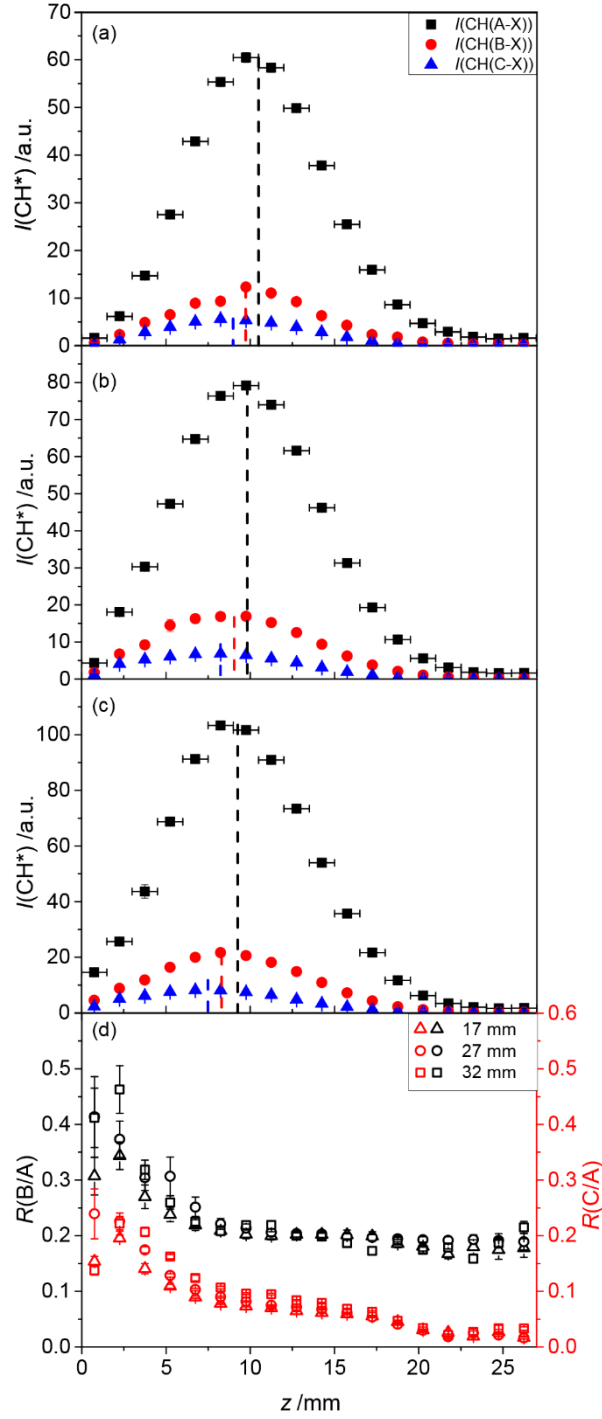 (a)
I(CH(A-X))
I(CH(B-X))
I(CH(C-X))
70
60
50
40
30
20
10
0
I(CH*) /a.u.
(b)
80
70
60
50
40
30
20
10
0
I(CH*) /a.u.
(c)
100
80
60
40
20
0
I(CH*) /a.u.
(d)
17 mm
27 mm
32 mm
0.5
0.4
0.3
0.2
0.1
0.0
R(B/A)
0.6
0.5
0.4
0.3
0.2
0.1
0.0
R(C/A)
0 5 10 15 20 25
z /mm